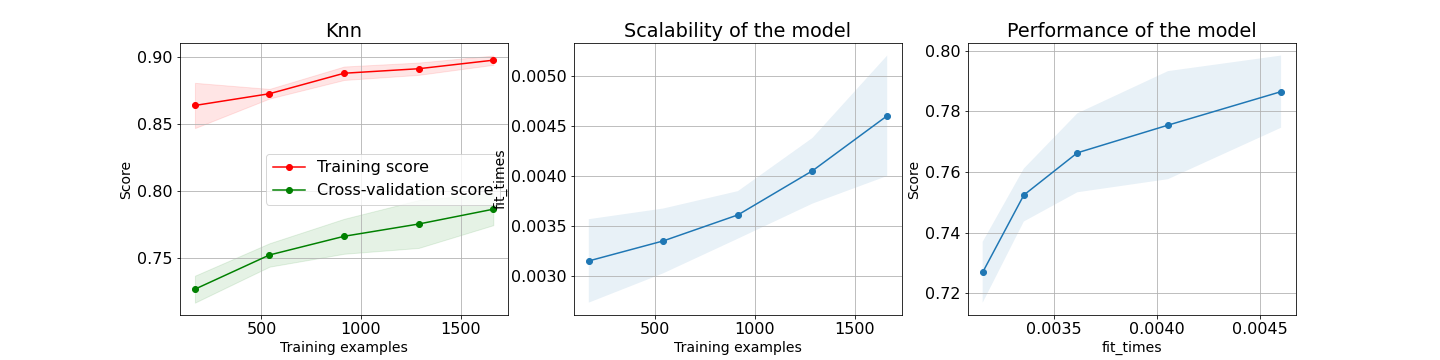 Knn
0.90
0.85
0.80
0.75
Score
Training score
Cross-validation score
500
1000
1500
Training examples
Scalability of the model
0.0050
0.0045
0.0040
0.0035
0.0030
fit_times
500
1000
1500
Training examples
Performance of the model
0.80
0.78
0.76
0.74
0.72
Score
0.0035
0.0040
0.0045
fit_times